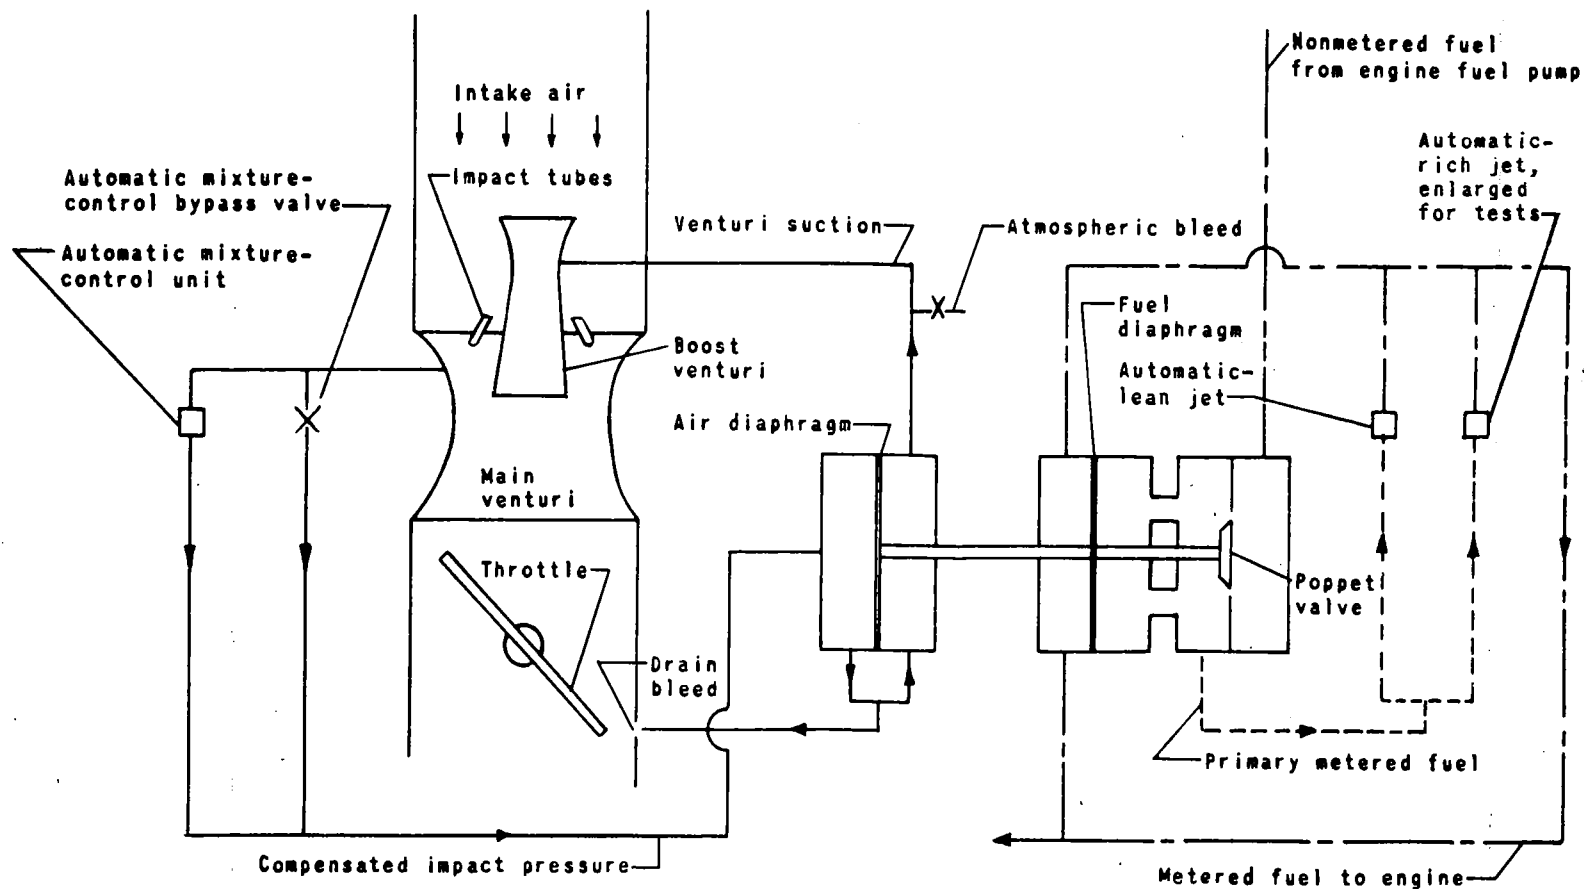 Nonmetered fuel
from engine fuel pump
Intake air
Automatic-
rich jet,
enlarged
for tests
Automatic mixture-
control bypass valve
Impact tubes
Venturi suction
Atmospheric bleed
Automatic mixture-
control unit
Fuel
diaphragm
Boost
venturi
Automatic-
lean jet
Air diaphragm
Main
venturi
Throttle
Poppet
valve
Drain
bleed
Primary metered fuel
Compensated impact pressure
Metered fuel to engine